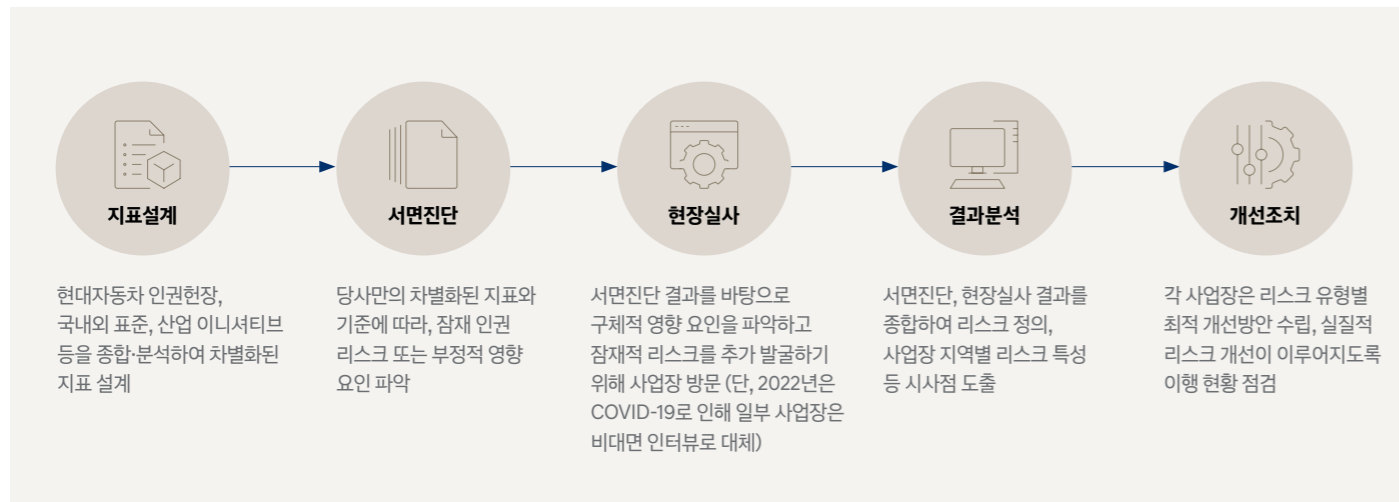 지표설계
현대자동차 인권헌장,
국내외 표준, 산업 이니셔티브
등을 종합·분석하여 차별화된
지표 설계
서면진단
당사만의 차별화된 지표와
기준에 따라, 잠재 인권
리스크 또는 부정적 영향
요인 파악
현장실사
서면진단 결과를 바탕으로
구체적 영향 요인을 파악하고
잠재적 리스크를 추가 발굴하기
위해 사업장 방문 (단, 2022년은
COVID-19로 인해 일부 사업장은
비대면 인터뷰로 대체)
결과분석
서면진단, 현장실사 결과를
종합하여 리스크 정의,
사업장 지역별 리스크 특성
등 시사점 도출
개선조치
각 사업장은 리스크 유형별
최적 개선방안 수립, 실질적
리스크 개선이 이루어지도록
이행 현황 점검